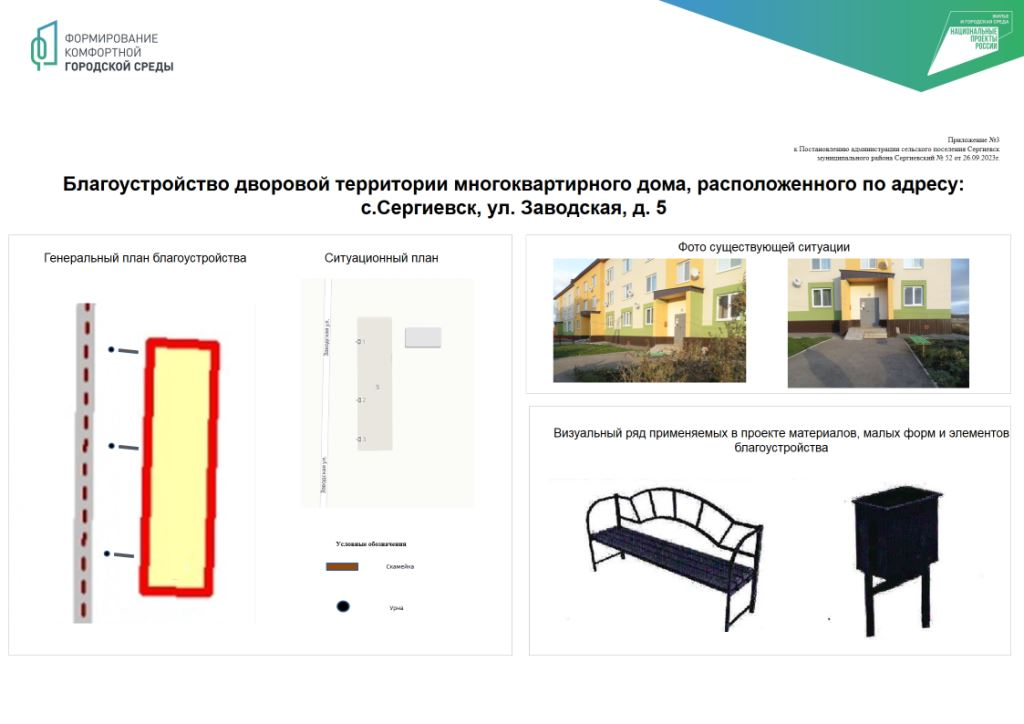 ФОРМИРОВАНИЕ
КОМФОРТНОЙ
ГОРОДСКОЙ СРЕДЫ
ЖИЛЬЕ
И ГОРОДСКАЯ СРЕДА
НАЦИОНАЛЬНЫЕ
ПРОЕКТЫ
РОССИИ
Приложение №3
к Постановлению администрации сельского поселения Сергиевск
муниципального района Сергиевский № 52 от 26.09.2023г.
Благоустройство дворовой территории многоквартирного дома, расположенного по адресу:
с.Сергиевск, ул. Заводская, д. 5
Генеральный план благоустройства
Ситуационный план
Заводская ул.
1
5
2
3
Заводская ул.
Условные обозначения
Скамейка
Урна
Фото существующей ситуации
Визуальный ряд применяемых в проекте материалов, малых форм и элементов
благоустройства